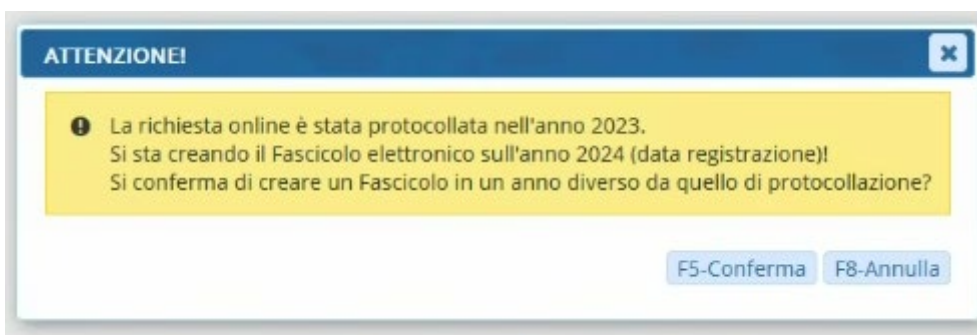 ATTENZIONE!
La richiesta online è stata protocollata nell'anno 2023.
Si sta creando il Fascicolo elettronico sull'anno 2024 (data registrazione)!
Si conferma di creare un Fascicolo in un anno diverso da quello di protocollazione?
F5-Conferma F8-Annulla